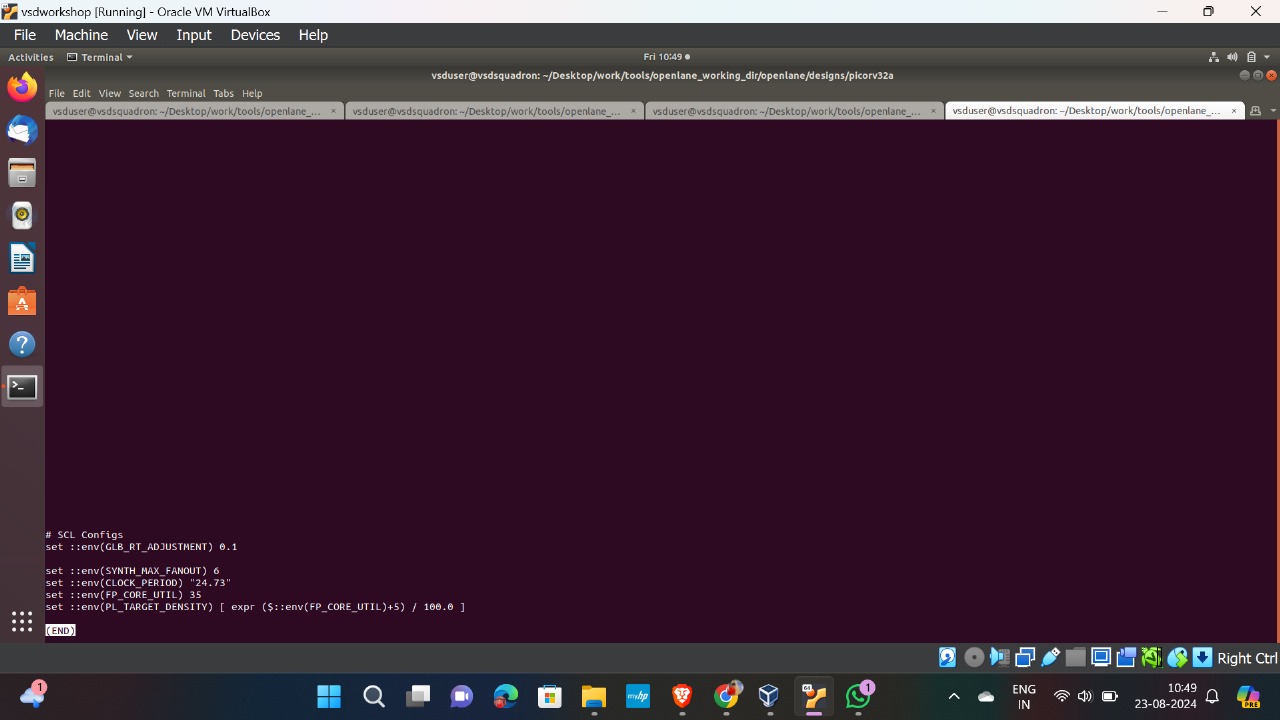 vsdworkshop [Running] - Oracle VM VirtualBox
File Machine View Input Devices Help
Activities Terminal Fri 10:49
vsduser@vsdsquadron: ~/Desktop/work/tools/openlane_working_dir/openlane/designs/picorv32a
File Edit View Search Terminal Tabs Help
vsduser@vsdsquadron: ~/Desktop/work/tools/openlane_... × vsduser@vsdsquadron: ~/Desktop/work/tools/openlane_... × vsduser@vsdsquadron: ~/Desktop/work/tools/openlane_... × vsduser@vsdsquadron: ~/Desktop/work/tools/openlane_... ×
# SCL Configs
set ::env(GLB_RT_ADJUSTMENT) 0.1
set ::env(SYNTH_MAX_FANOUT) 6
set ::env(CLOCK_PERIOD) "24.73"
set ::env(FP_CORE_UTIL) 35
set ::env(PL_TARGET_DENSITY) [ expr ($::env(FP_CORE_UTIL)+5) / 100.0 ]
(END)
Right Ctrl
1 myhp 64 1 ENG 10:49 PRE
IN 23-08-2024